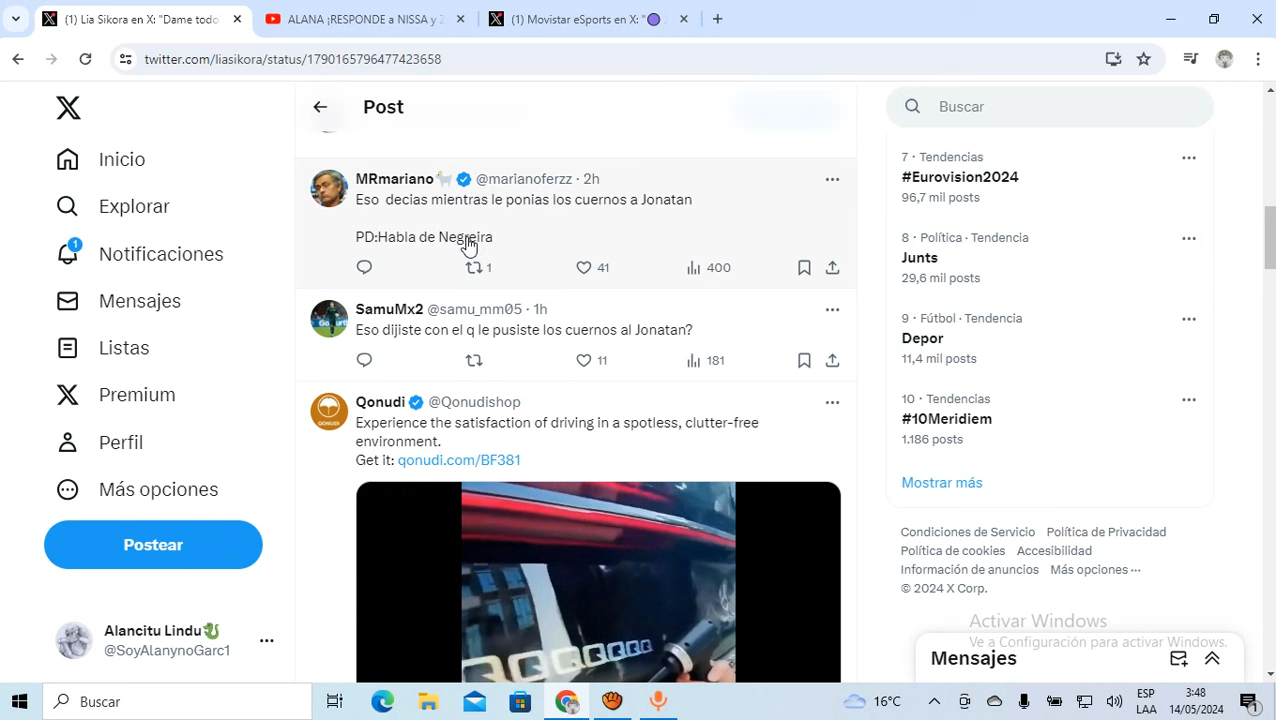 (1) Lia Sikora en X: "Dame todo
ALANA ¡RESPONDE a NISSA y
(1) Movistar eSports en X: "
twitter.com/liasikora/status/1790165796477423658
Post
Buscar
Inicio
Explorar
1
Notificaciones
Mensajes
Listas
Premium
Perfil
Más opciones
Postear
Alancitu Lindu
@SoyAlanynoGarc1
MRmariano @marianoferzz · 2h
Eso decias mientras le ponias los cuernos a Jonatan
PD:Habla de Negreira
1 41 400
SamuMx2 @samu_mm05 · 1h
Eso dijiste con el q le pusiste los cuernos al Jonatan?
11 181
Qonudi @Qonudishop
Experience the satisfaction of driving in a spotless, clutter-free
environment.
Get it: qonudi.com/BF381
7 · Tendencias
#Eurovision2024
96,7 mil posts
8 · Política · Tendencia
Junts
29,6 mil posts
9 · Fútbol · Tendencia
Depor
11,4 mil posts
10 · Tendencias
#10Meridiem
1.186 posts
Mostrar más
Condiciones de Servicio Política de Privacidad
Política de cookies Accesibilidad
Información de anuncios Más opciones ···
© 2024 X Corp.
Activar Windows
Ve a Configuración para activar Windows.
Mensajes
Buscar
16°C
ESP
LAA
3:48
14/05/2024
1